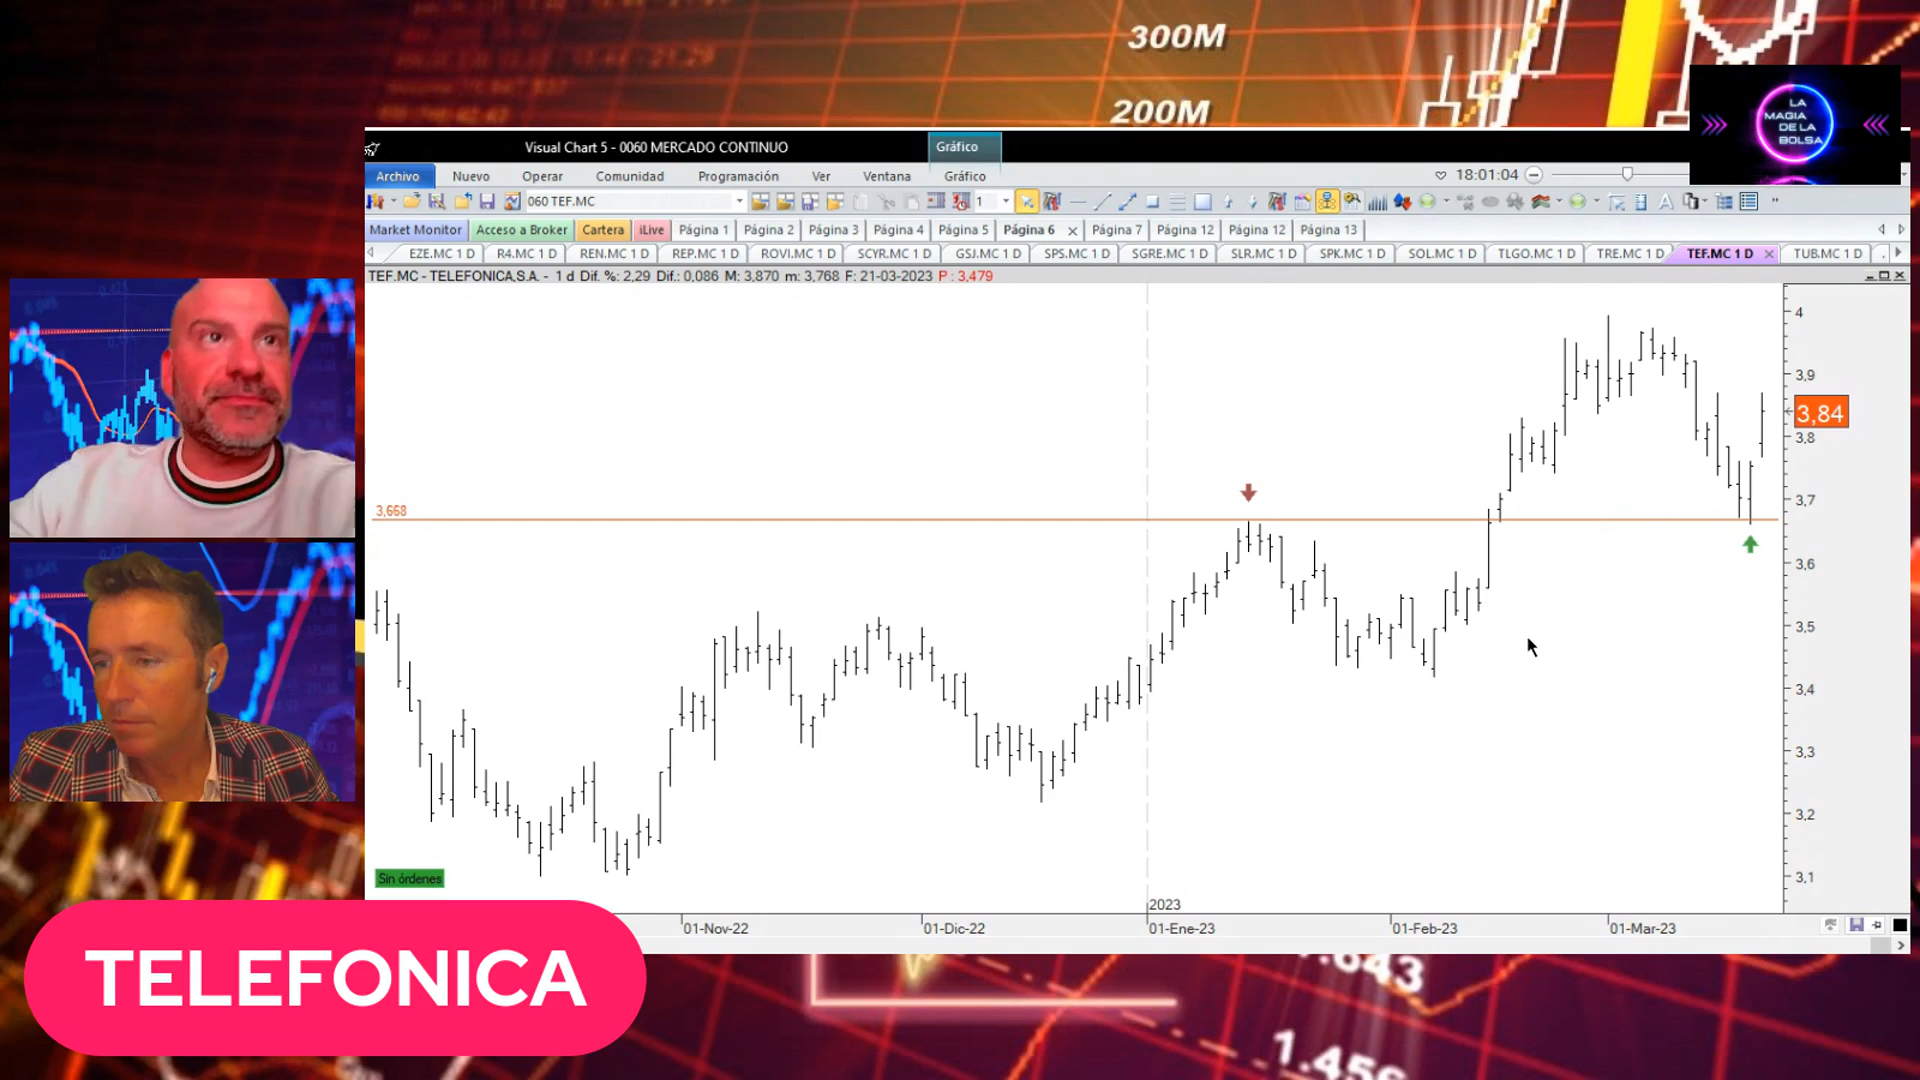 300M
200M
LA
MAGIA
DE LA
BOLSA
Visual Chart 5 - 0060 MERCADO CONTINUO
Gráfico
Archivo Nuevo Operar Comunidad Programación Ver Ventana Gráfico 18:01:04
060 TEF.MC 1
Market Monitor Acceso a Broker Cartera iLive Página 1 Página 2 Página 3 Página 4 Página 5 Página 6 Página 7 Página 12 Página 12 Página 13
EZE.MC 1 D R4.MC 1 D REN.MC 1 D REP.MC 1 D ROVI.MC 1 D SCYR.MC 1 D GSJ.MC 1 D SPS.MC 1 D SGRE.MC 1 D SLR.MC 1 D SPK.MC 1 D SOL.MC 1 D TLGO.MC 1 D TRE.MC 1 D TEF.MC 1 D TUB.MC 1 D
TEF.MC - TELEFONICA,S.A. - 1 d Dif. %: 2,29 Dif.: 0,086 M: 3,870 m: 3,768 F: 21-03-2023 P : 3,479
4
3,9
3,84
3,8
3,7
3,668
3,6
3,5
3,4
3,3
3,2
3,1
Sin órdenes
2023
01-Nov-22 01-Dic-22 01-Ene-23 01-Feb-23 01-Mar-23
TELEFONICA
1.643
1.459